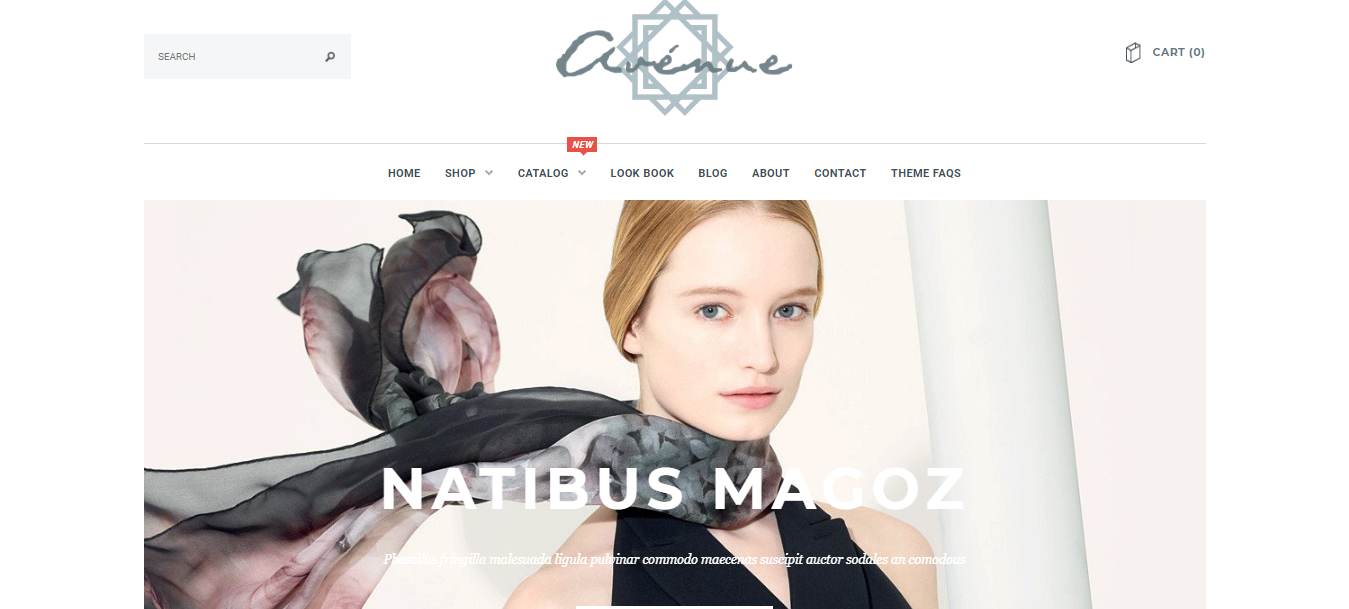 SEARCH
Avénue
CART (0)
NEW
HOME SHOP CATALOG LOOK BOOK BLOG ABOUT CONTACT THEME FAQS
NATIBUS MAGOZ
Phasellus fringilla malesuada ligula pulvinar commodo maecenas suscipit auctor sodales an comodous